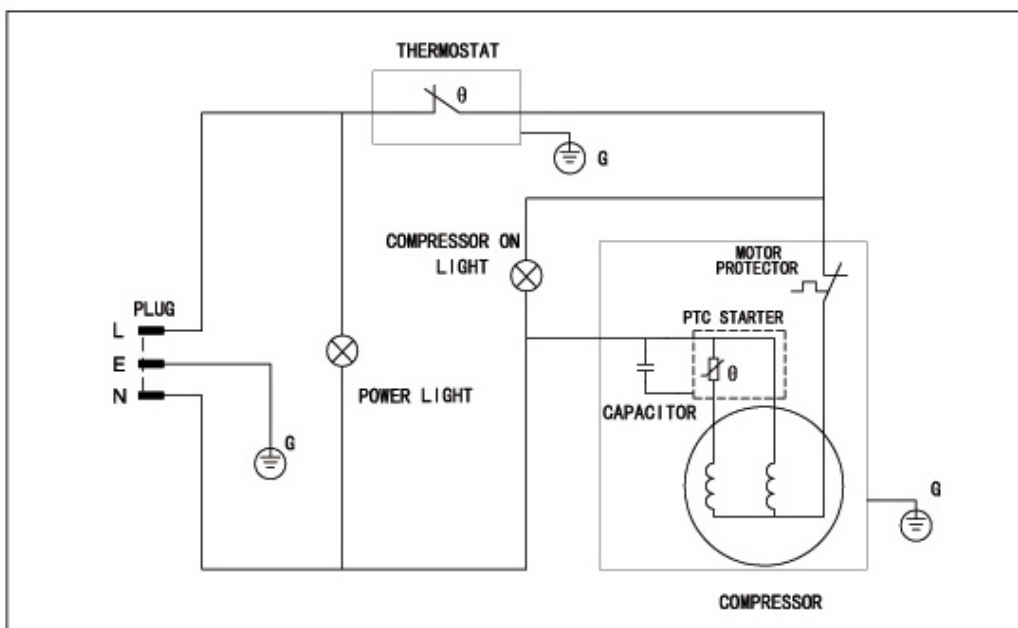 THERMOSTAT
θ
G
COMPRESSOR ON
LIGHT
MOTOR
PROTECTOR
PLUG
L
E
N
PTC STARTER
θ
POWER LIGHT
CAPACITOR
G
G
COMPRESSOR